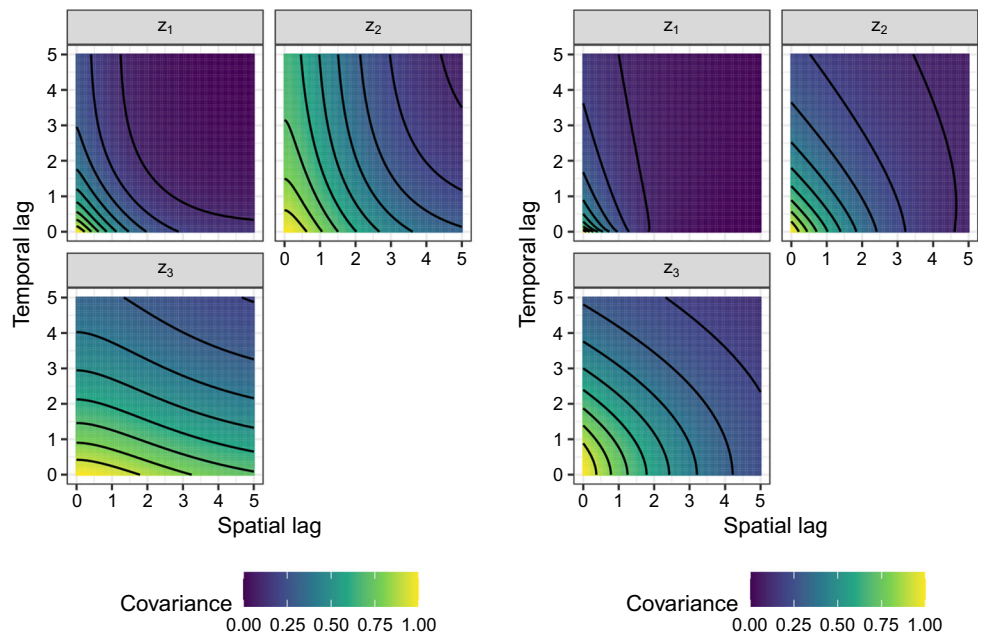 z1 z2 z1 z2
5 5
4 4
3 3
2 2
1 1
0 0
0 1 2 3 4 5 0 1 2 3 4 5
Temporal lag Temporal lag
z3 z3
5 5
4 4
3 3
2 2
1 1
0 0
0 1 2 3 4 5 0 1 2 3 4 5
Spatial lag Spatial lag
Covariance Covariance
0.00 0.25 0.50 0.75 1.00 0.00 0.25 0.50 0.75 1.00